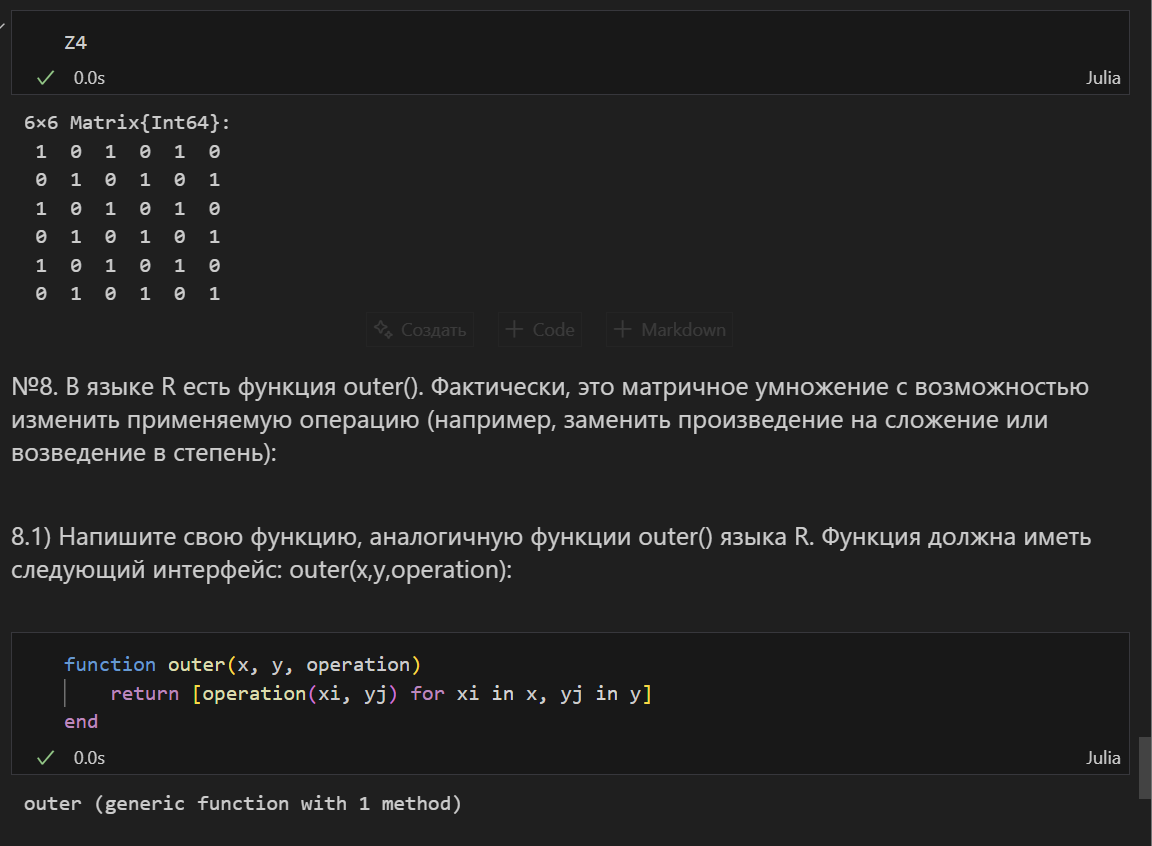 Z4
0.0s
Julia
6×6 Matrix{Int64}:
1 0 1 0 1 0
0 1 0 1 0 1
1 0 1 0 1 0
0 1 0 1 0 1
1 0 1 0 1 0
0 1 0 1 0 1
Создать + Code + Markdown
№8. В языке R есть функция outer(). Фактически, это матричное умножение с возможностью
изменить применяемую операцию (например, заменить произведение на сложение или
возведение в степень):
8.1) Напишите свою функцию, аналогичную функции outer() языка R. Функция должна иметь
следующий интерфейс: outer(x,y,operation):
function outer(x, y, operation)
    return [operation(xi, yj) for xi in x, yj in y]
end
0.0s
Julia
outer (generic function with 1 method)